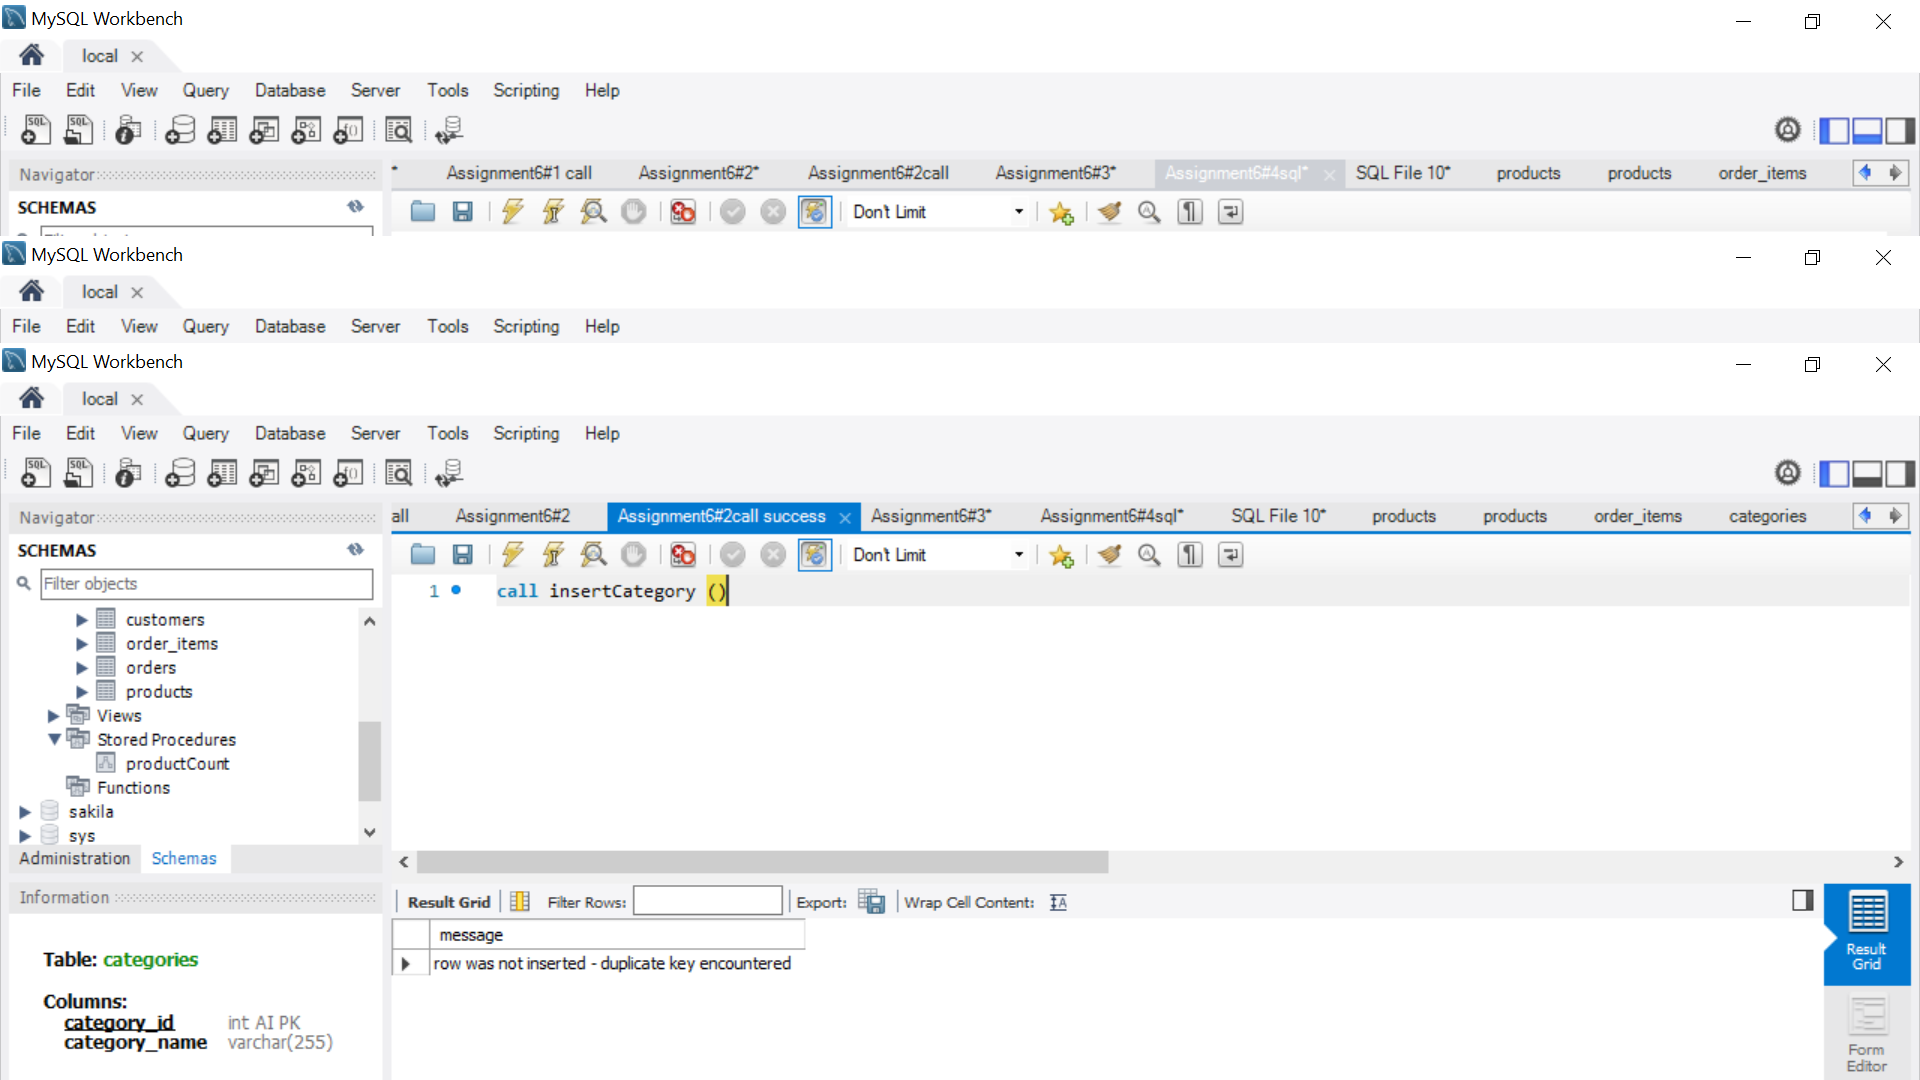 MySQL Workbench
local
File Edit View Query Database Server Tools Scripting Help
Navigator
* Assignment6#1 call Assignment6#2* Assignment6#2call Assignment6#3* Assignment6#4sql* SQL File 10* products products order_items
SCHEMAS
Don't Limit
MySQL Workbench
local
File Edit View Query Database Server Tools Scripting Help
MySQL Workbench
local
File Edit View Query Database Server Tools Scripting Help
Navigator
all Assignment6#2 Assignment6#2call success Assignment6#3* Assignment6#4sql* SQL File 10* products products order_items categories
SCHEMAS
Don't Limit
Filter objects
1 call insertCategory ()
customers
order_items
orders
products
Views
Stored Procedures
productCount
Functions
sakila
sys
Administration Schemas
Information
Result Grid Filter Rows: Export: Wrap Cell Content:
message
row was not inserted - duplicate key encountered
Result
Grid
Form
Editor
Table: categories
Columns:
category_id int AI PK
category_name varchar(255)